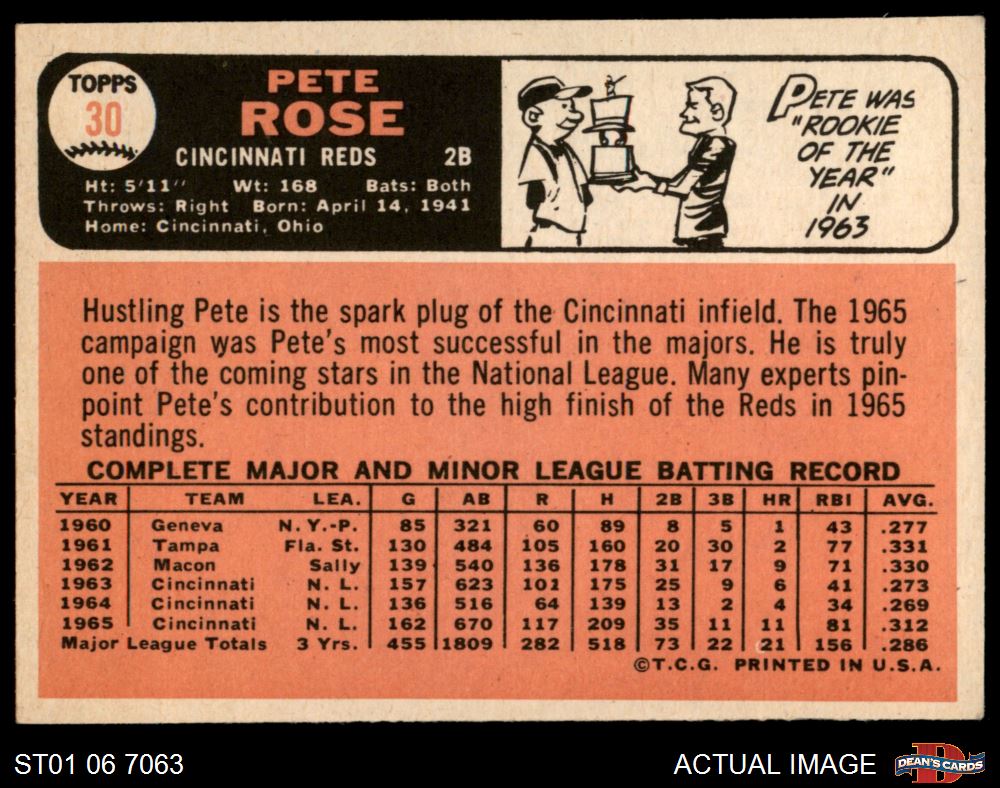 TOPPS
30
PETE
ROSE
CINCINNATI REDS 2B
Ht: 5'11" Wt: 168 Bats: Both
Throws: Right Born: April 14, 1941
Home: Cincinnati, Ohio
PETE WAS
"ROOKIE
OF THE
YEAR"
IN
1963
Hustling Pete is the spark plug of the Cincinnati infield. The 1965
campaign was Pete's most successful in the majors. He is truly
one of the coming stars in the National League. Many experts pin-
point Pete's contribution to the high finish of the Reds in 1965
standings.
COMPLETE MAJOR AND MINOR LEAGUE BATTING RECORD
YEAR TEAM LEA. G AB R H 2B 3B HR RBI AVG.
1960 Geneva N.Y.-P. 85 321 60 89 8 5 1 43 .277
1961 Tampa Fla. St. 130 484 105 160 20 30 2 77 .331
1962 Macon Sally 139 540 136 178 31 17 9 71 .330
1963 Cincinnati N. L. 157 623 101 175 25 9 6 41 .273
1964 Cincinnati N. L. 136 516 64 139 13 2 4 34 .269
1965 Cincinnati N. L. 162 670 117 209 35 11 11 81 .312
Major League Totals 3 Yrs. 455 1809 282 518 73 22 21 156 .286
©T.C.G. PRINTED IN U.S.A.
ST01 06 7063
ACTUAL IMAGE
DEAN'S CARDS